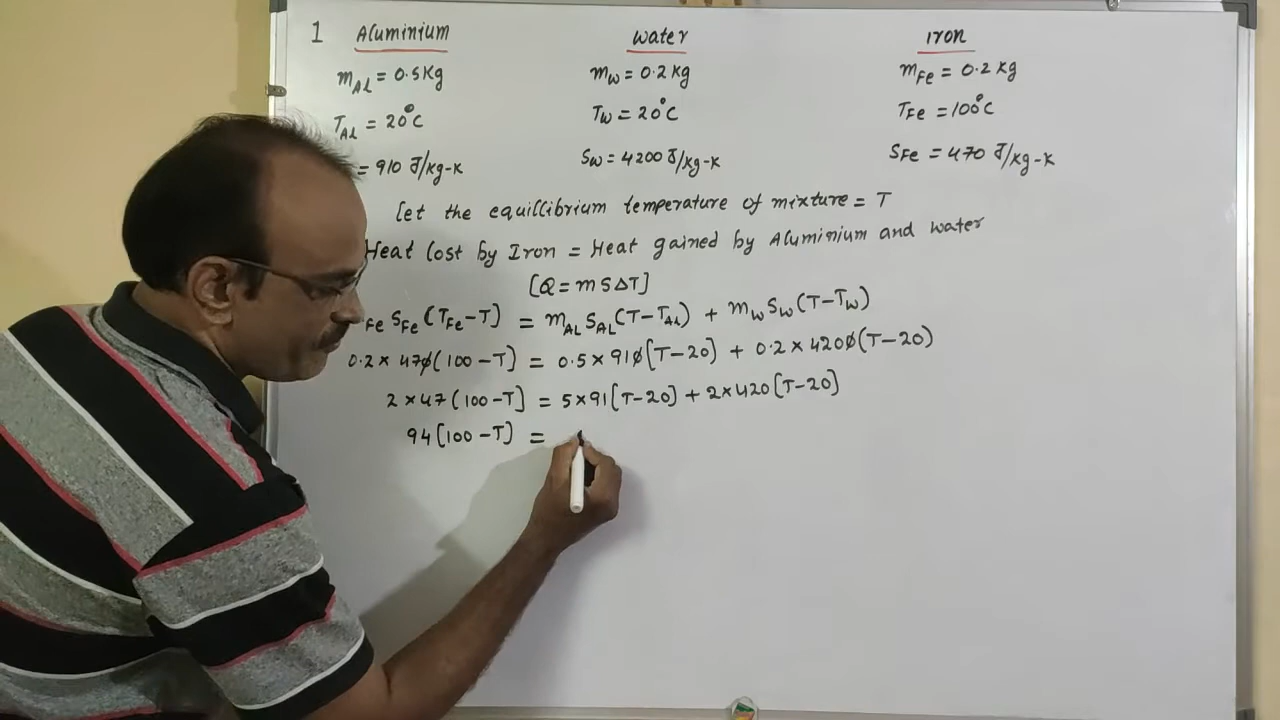 1 Aluminium Water Iron
m_Al = 0.5 Kg m_W = 0.2 Kg m_Fe = 0.2 Kg
T_Al = 20°C T_W = 20°C T_Fe = 100°C
= 910 J/kg-K S_W = 4200 J/kg-K S_Fe = 470 J/kg-K
Let the equillibrium temperature of mixture = T
Heat Lost by Iron = Heat gained by Aluminium and water
[Q = m S ΔT]
Fe S_Fe (T_Fe - T) = m_AL S_AL (T - T_Al) + m_W S_W (T - T_W)
0.2 × 470 (100 - T] = 0.5 × 910 [T - 20] + 0.2 × 4200 (T - 20)
2 × 47 (100 - T] = 5 × 91 [T - 20] + 2 × 420 [T - 20]
94 [100 - T] =